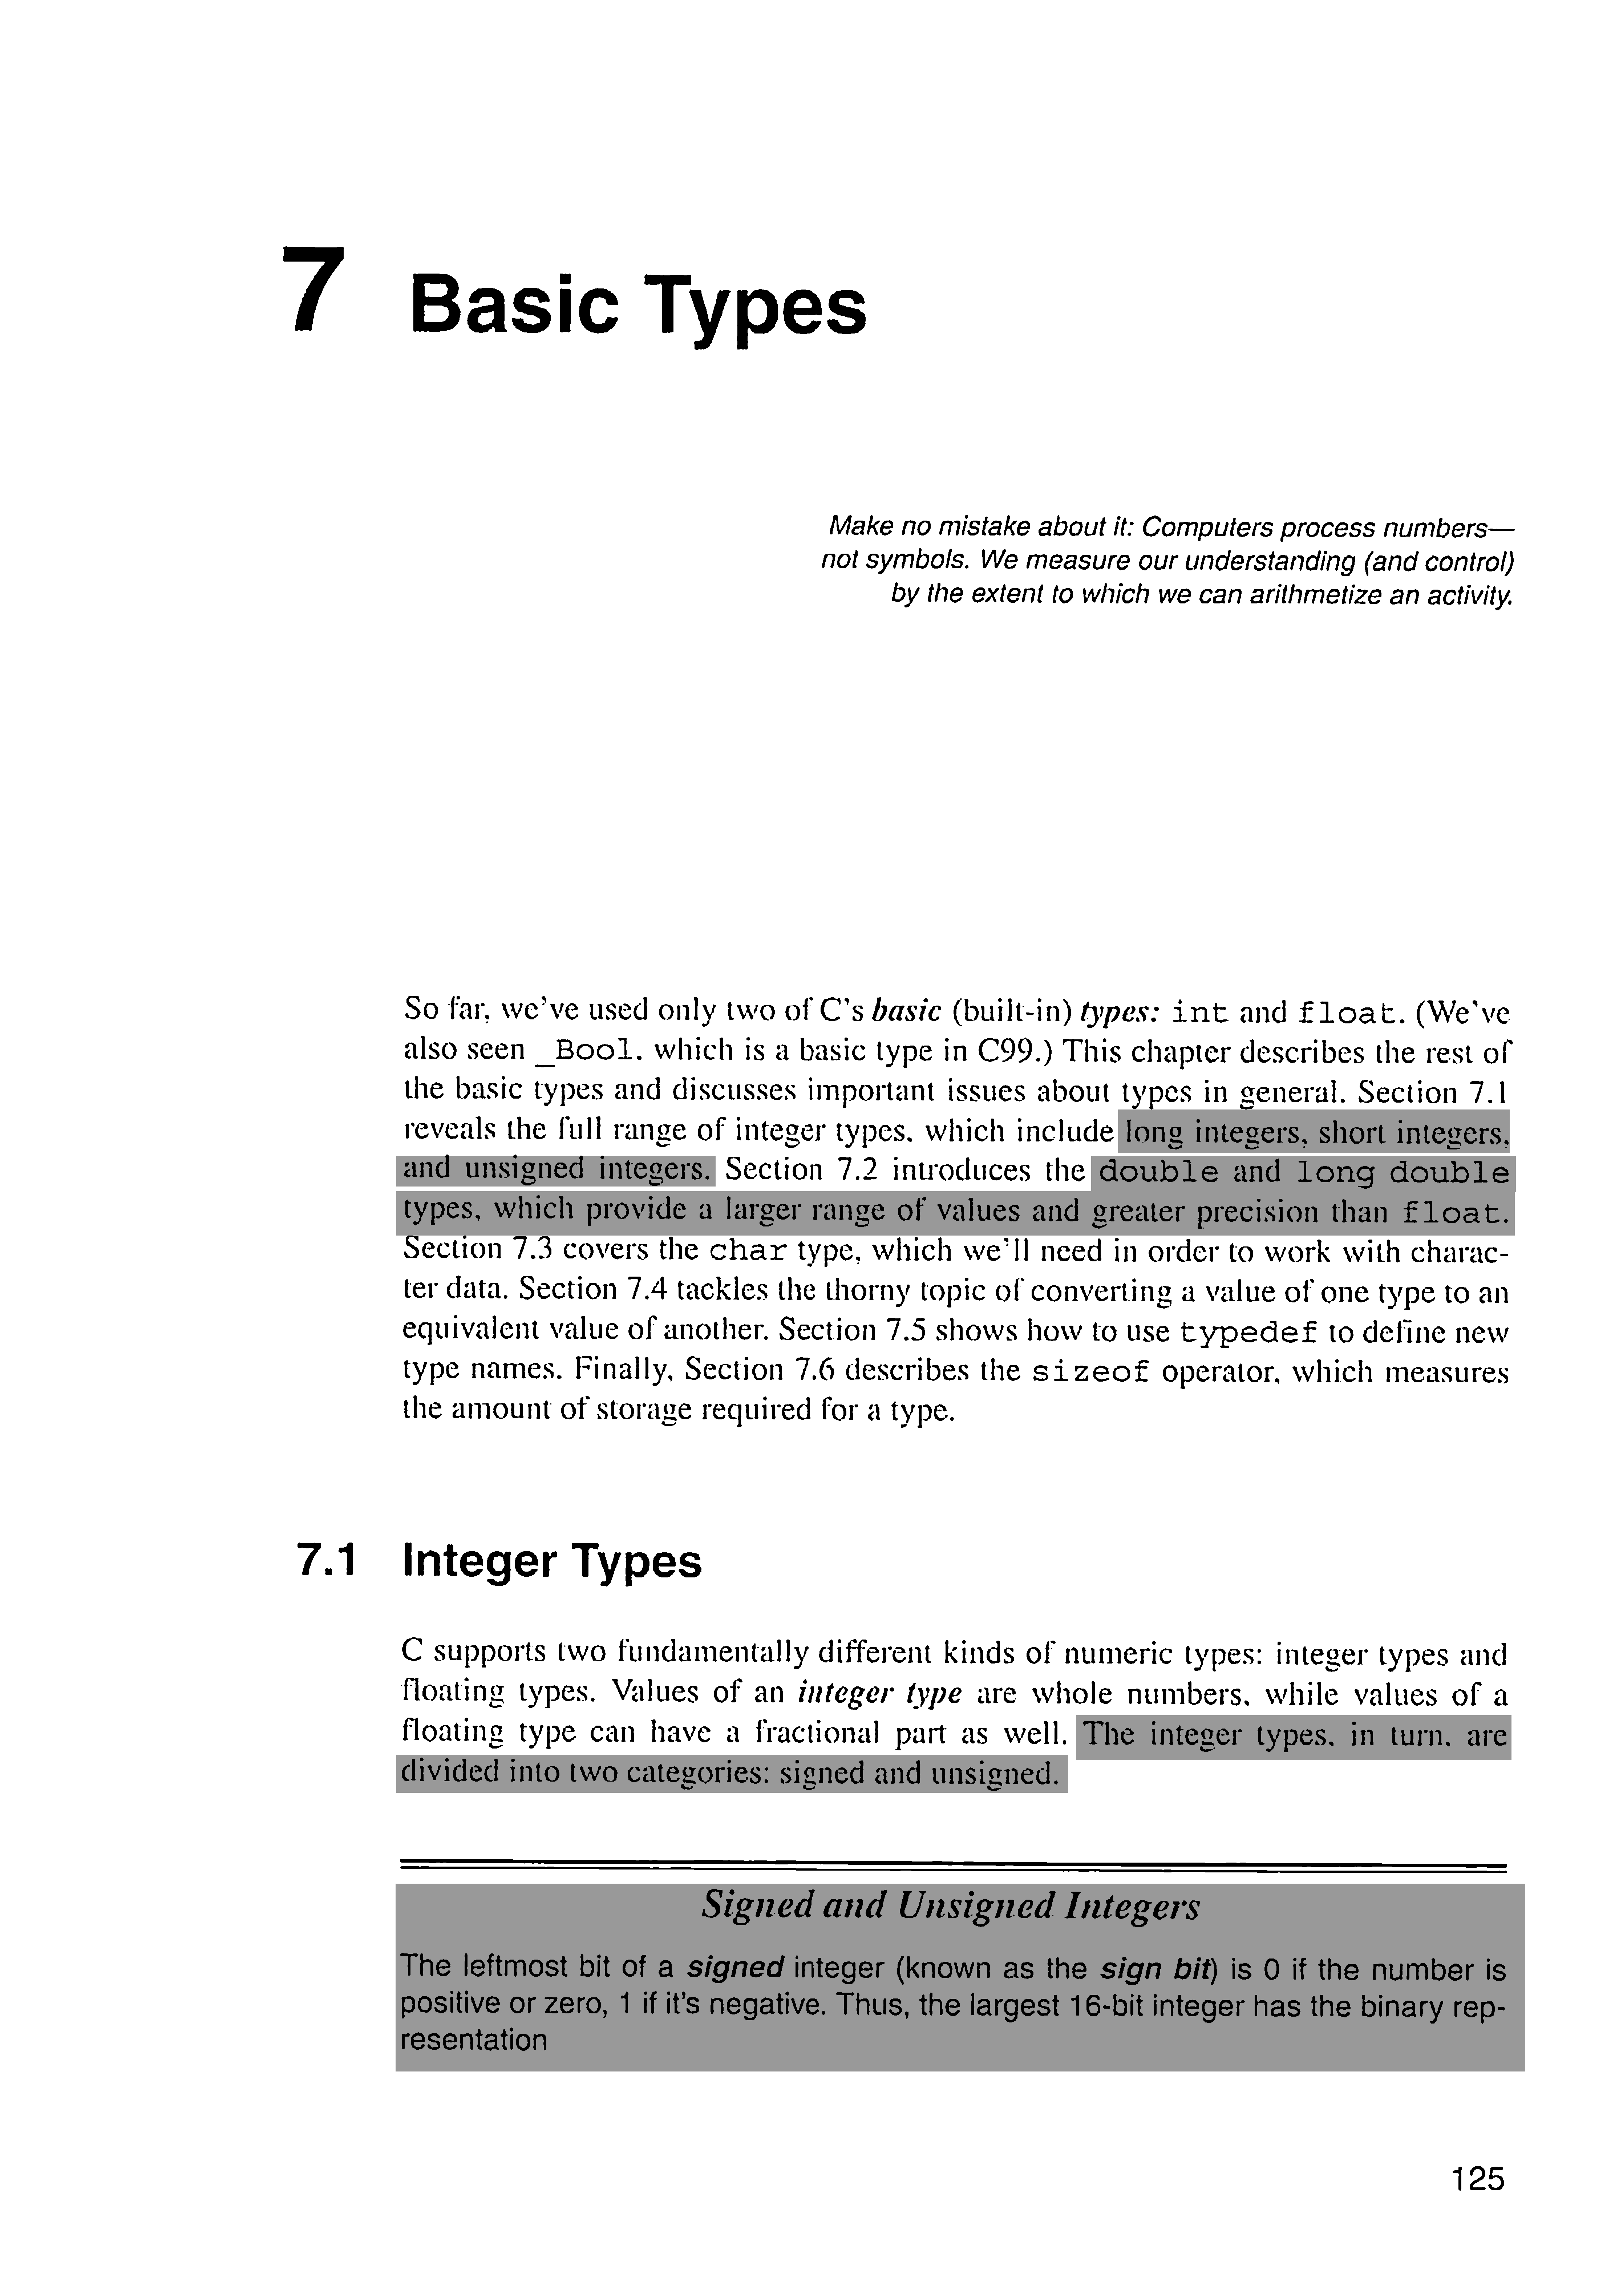 7 Basic Types
Make no mistake about it: Computers process numbers—
not symbols. We measure our understanding (and control)
by the extent to which we can arithmetize an activity.
So far, we've used only two of C's basic (built-in) types: int and float. (We've
also seen _Bool, which is a basic type in C99.) This chapter describes the rest of
the basic types and discusses important issues about types in general. Section 7.1
reveals the full range of integer types, which include long integers, short integers,
and unsigned integers. Section 7.2 introduces the double and long double
types, which provide a larger range of values and greater precision than float.
Section 7.3 covers the char type, which we'll need in order to work with charac-
ter data. Section 7.4 tackles the thorny topic of converting a value of one type to an
equivalent value of another. Section 7.5 shows how to use typedef to define new
type names. Finally, Section 7.6 describes the sizeof operator, which measures
the amount of storage required for a type.
7.1 Integer Types
C supports two fundamentally different kinds of numeric types: integer types and
floating types. Values of an integer type are whole numbers, while values of a
floating type can have a fractional part as well. The integer types, in turn, are
divided into two categories: signed and unsigned.
Signed and Unsigned Integers
The leftmost bit of a signed integer (known as the sign bit) is 0 if the number is
positive or zero, 1 if it's negative. Thus, the largest 16-bit integer has the binary rep-
resentation
125